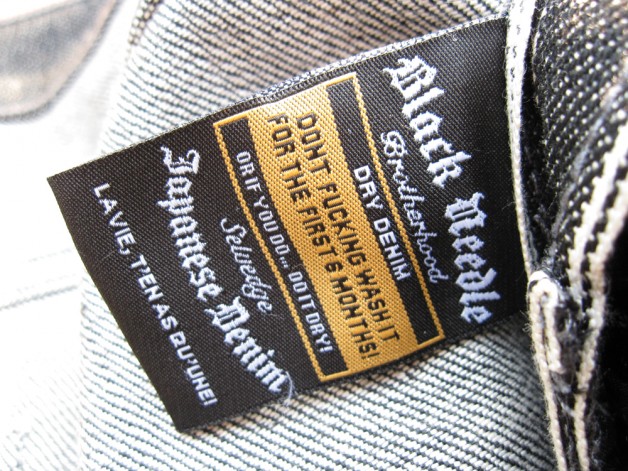 Black Needle
Brotherhood
DRY DENIM
DONT FUCKING WASH IT
FOR THE FIRST 6 MONTHS!
OR IF YOU DO... DO IT DRY!
Selvedge
Japanese Denim
LA VIE, T'EN AS QU'UNE!